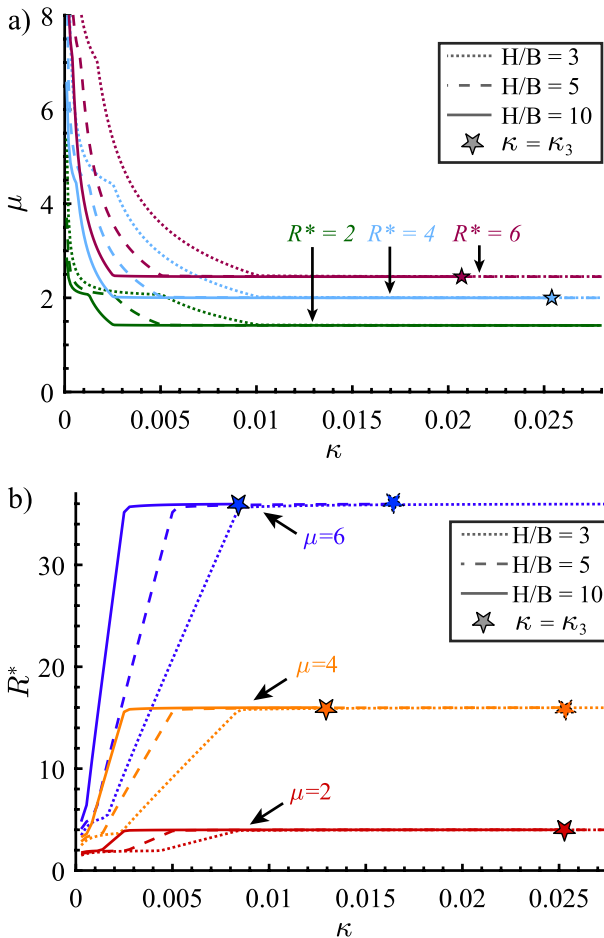 a)
8
6
4
2
0
μ
H/B = 3
H/B = 5
H/B = 10
κ = κ₃
R* = 2 R* = 4 R* = 6
0 0.005 0.01 0.015 0.02 0.025
κ
b)
30
20
10
0
R*
H/B = 3
H/B = 5
H/B = 10
κ = κ₃
μ=6
μ=4
μ=2
0 0.005 0.01 0.015 0.02 0.025
κ